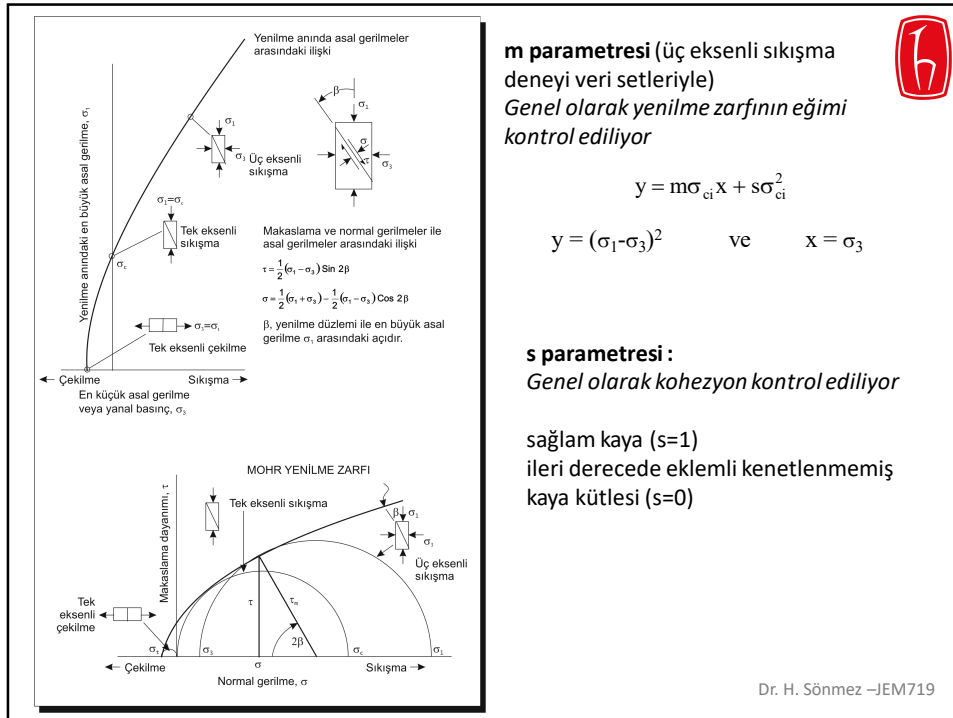 Yenilme anında asal gerilmeler
arasındaki ilişki
Yenilme anındaki en büyük asal gerilme, σ₁
β
σ₁
σ
τ
σ₃
σ₁
σ₃
Üç eksenli
sıkışma
σ₁=σc
Tek eksenli
sıkışma
σc
Makaslama ve normal gerilmeler ile
asal gerilmeler arasındaki ilişki
τ = 1/2 (σ₁ − σ₃) Sin 2β
σ = 1/2 (σ₁ + σ₃) − 1/2 (σ₁ − σ₃) Cos 2β
β, yenilme düzlemi ile en büyük asal
gerilme σ₁ arasındaki açıdır.
Tek eksenli çekilme
Çekilme
Sıkışma
En küçük asal gerilme
veya yanal basınç, σ₃
MOHR YENİLME ZARFI
Makaslama dayanımı, τ
Tek eksenli sıkışma
β
σ₁
σ₃
Üç eksenli
sıkışma
Tek
eksenli
çekilme
τ
τm
2β
σt
σ₃
σ
σc
σ₁
Çekilme
Sıkışma
Normal gerilme, σ
m parametresi (üç eksenli sıkışma
deneyi veri setleriyle)
Genel olarak yenilme zarfının eğimi
kontrol ediliyor
y = mσci x + sσci²
y = (σ₁-σ₃)² ve x = σ₃
s parametresi :
Genel olarak kohezyon kontrol ediliyor
sağlam kaya (s=1)
ileri derecede eklemli kenetlenmemiş
kaya kütlesi (s=0)
Dr. H. Sönmez –JEM719